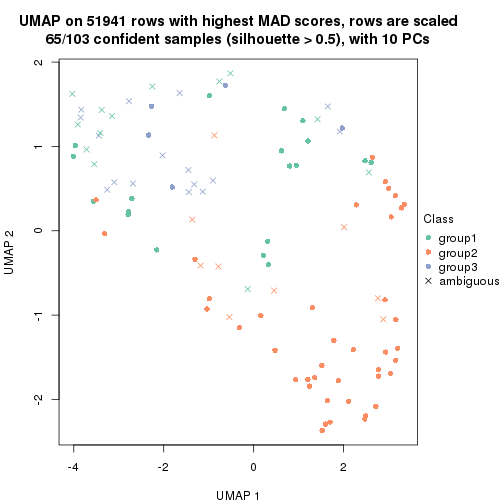 UMAP on 51941 rows with highest MAD scores, rows are scaled
65/103 confident samples (silhouette > 0.5), with 10 PCs
2
1
0
-1
-2
UMAP 2
-4
-2
0
2
UMAP 1
Class
group1
group2
group3
ambiguous